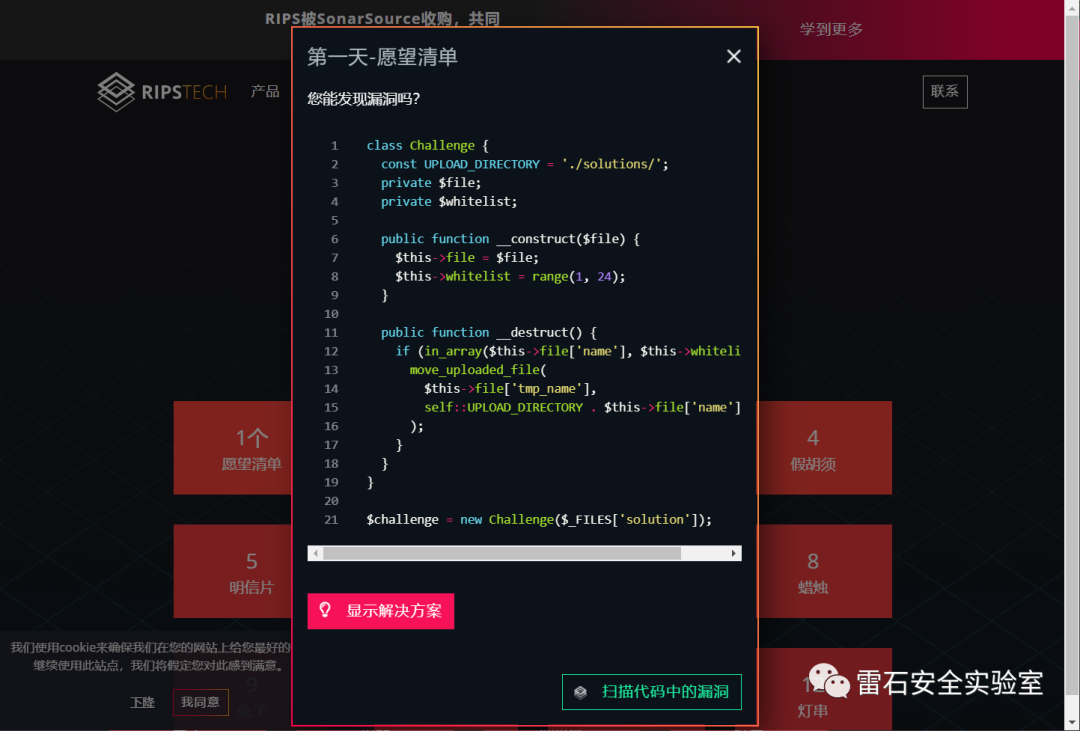 RIPS被SonarSource收购，共同
学到更多
RIPSTECH
产品
联系
第一天-愿望清单
您能发现漏洞吗？
1 class Challenge {
2 const UPLOAD_DIRECTORY = './solutions/';
3 private $file;
4 private $whitelist;
5
6 public function __construct($file) {
7 $this->file = $file;
8 $this->whitelist = range(1, 24);
9 }
10
11 public function __destruct() {
12 if (in_array($this->file['name'], $this->whiteli
13 move_uploaded_file(
14 $this->file['tmp_name'],
15 self::UPLOAD_DIRECTORY . $this->file['name']
16 );
17 }
18 }
19 }
20
21 $challenge = new Challenge($_FILES['solution']);
显示解决方案
扫描代码中的漏洞
1个
愿望清单
4
假胡须
5
明信片
8
蜡烛
9
兔子
12
灯串
我们使用cookie来确保我们在您的网站上给您最好的
继续使用此站点，我们将假定您对此感到满意。
下降
我同意
雷石安全实验室